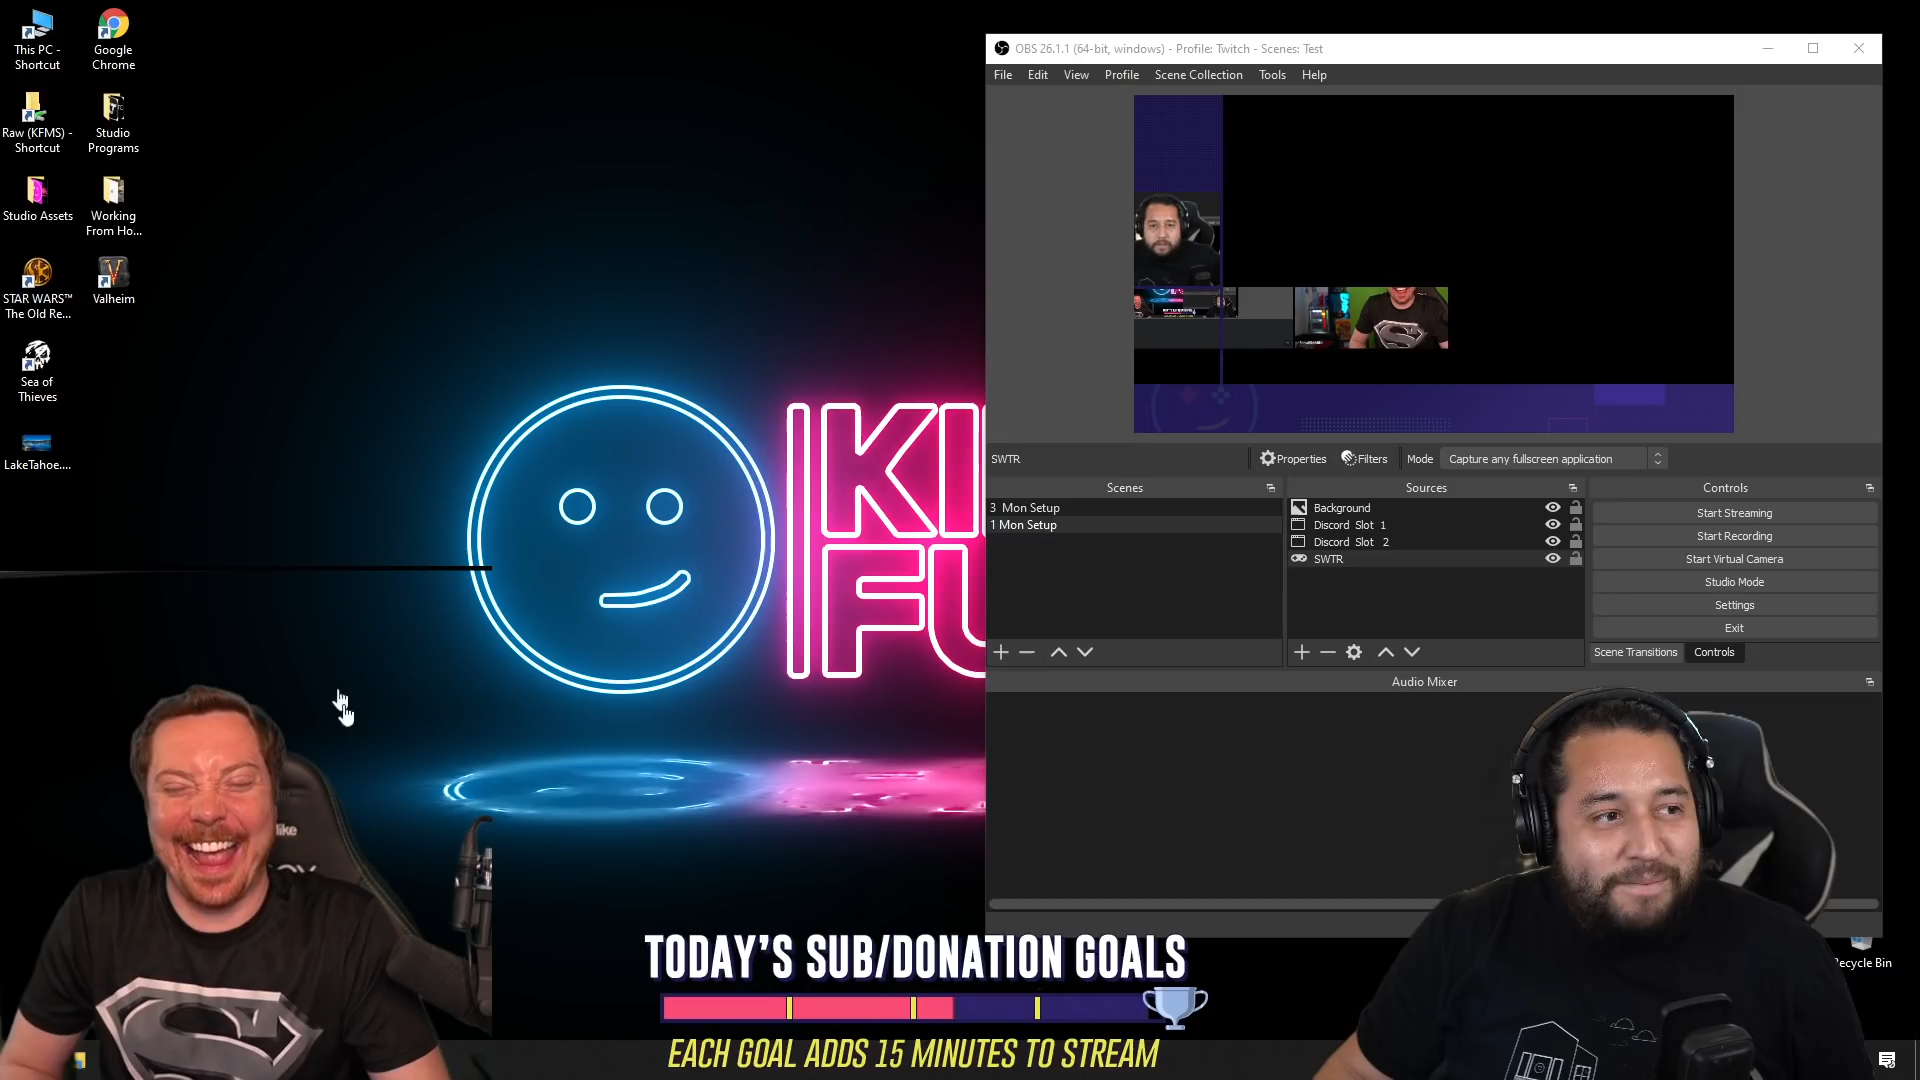 This PC -
Shortcut
Google
Chrome
Raw (KFMS) -
Shortcut
Studio
Programs
Studio Assets
Working
From Ho...
STAR WARS™
The Old Re...
Valheim
Sea of
Thieves
LakeTahoe....
KI
FU
OBS 26.1.1 (64-bit, windows) - Profile: Twitch - Scenes: Test
File Edit View Profile Scene Collection Tools Help
SWTR
Properties
Filters
Mode
Capture any fullscreen application
Scenes
3 Mon Setup
1 Mon Setup
Sources
Background
Discord Slot 1
Discord Slot 2
SWTR
Controls
Start Streaming
Start Recording
Start Virtual Camera
Studio Mode
Settings
Exit
Scene Transitions
Controls
Audio Mixer
Recycle Bin
TODAY'S SUB/DONATION GOALS
EACH GOAL ADDS 15 MINUTES TO STREAM